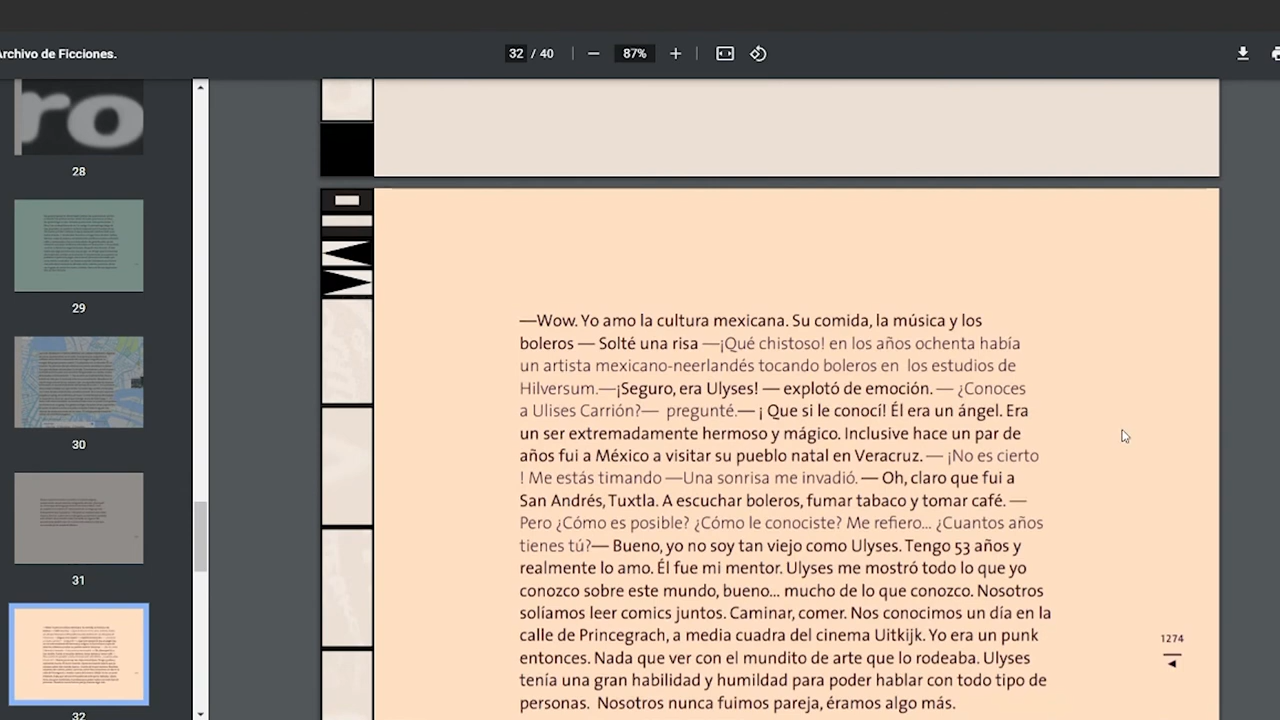 Archivo de Ficciones.
32 / 40
87%
28
29
30
31
32
—Wow. Yo amo la cultura mexicana. Su comida, la música y los
boleros — Solté una risa —¡Qué chistoso! en los años ochenta había
un artista mexicano-neerlandés tocando boleros en los estudios de
Hilversum.—¡Seguro, era Ulyses! — explotó de emoción. — ¿Conoces
a Ulises Carrión?— pregunté.— ¡ Que si le conocí! Él era un ángel. Era
un ser extremadamente hermoso y mágico. Inclusive hace un par de
años fui a México a visitar su pueblo natal en Veracruz. — ¡No es cierto
! Me estás timando —Una sonrisa me invadió. — Oh, claro que fui a
San Andrés, Tuxtla. A escuchar boleros, fumar tabaco y tomar café. —
Pero ¿Cómo es posible? ¿Cómo le conociste? Me refiero... ¿Cuantos años
tienes tú?— Bueno, yo no soy tan viejo como Ulyses. Tengo 53 años y
realmente lo amo. Él fue mi mentor. Ulyses me mostró todo lo que yo
conozco sobre este mundo, bueno... mucho de lo que conozco. Nosotros
solíamos leer comics juntos. Caminar, comer. Nos conocimos un día en la
calle de Princegrach, a media cuadra del cinema Uitkijk. Yo era un punk
entonces. Nada que ver con el mundito de arte que lo rodeaba. Ulyses
tenía una gran habilidad y humildad para poder hablar con todo tipo de
personas. Nosotros nunca fuimos pareja, éramos algo más.
1274